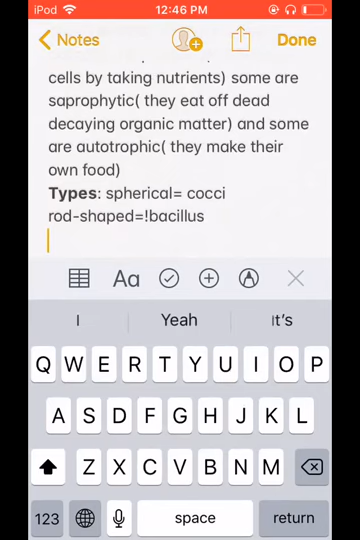 iPod 12:46 PM
Notes Done
cells by taking nutrients) some are
saprophytic( they eat off dead
decaying organic matter) and some
are autotrophic( they make their
own food)
Types: spherical= cocci
rod-shaped=!bacillus
Aa
I Yeah It's
Q W E R T Y U I O P
A S D F G H J K L
Z X C V B N M
123 space return